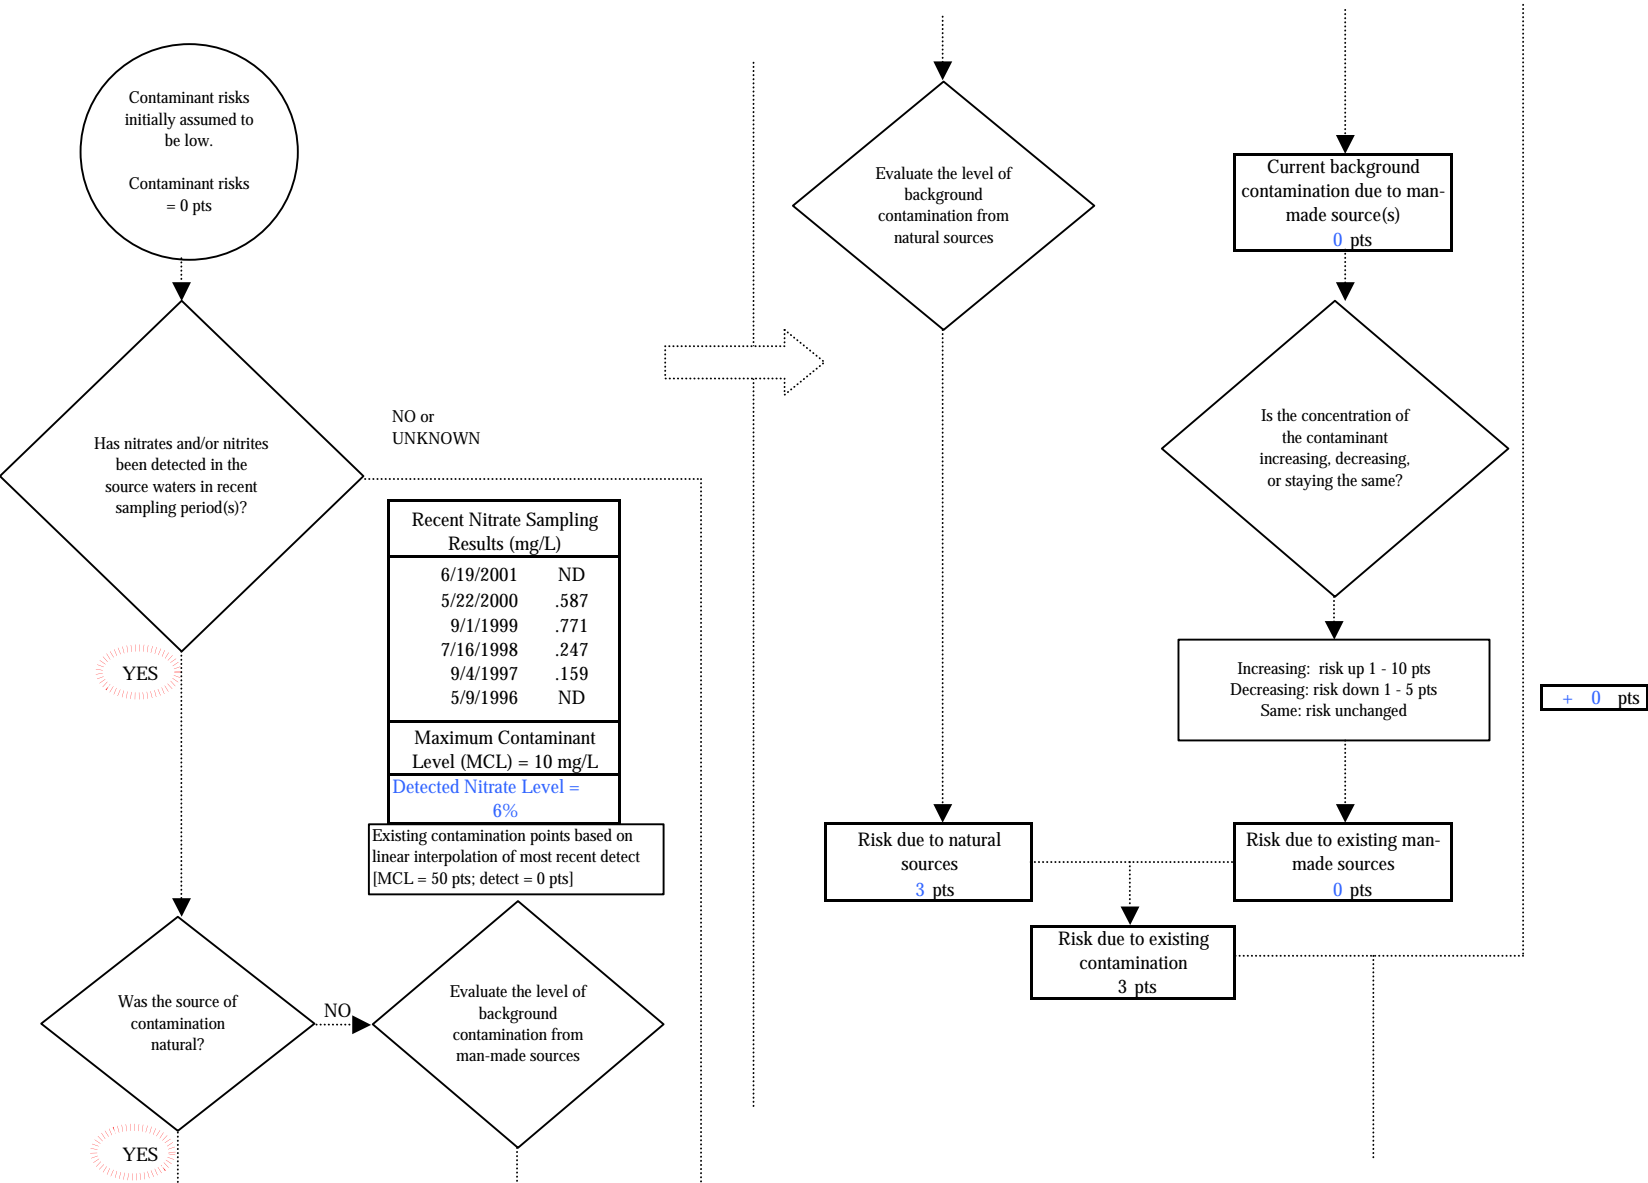 Contaminant risks
initially assumed to
be low.
Contaminant risks
= 0 pts
Has nitrates and/or nitrites
been detected in the
source waters in recent
sampling period(s)?
NO or
UNKNOWN
YES
Recent Nitrate Sampling
Results (mg/L)
6/19/2001 ND
5/22/2000 .587
9/1/1999 .771
7/16/1998 .247
9/4/1997 .159
5/9/1996 ND
Maximum Contaminant
Level (MCL) = 10 mg/L
Detected Nitrate Level =
6%
Existing contamination points based on
linear interpolation of most recent detect
[MCL = 50 pts; detect = 0 pts]
Was the source of
contamination
natural?
NO
YES
Evaluate the level of
background
contamination from
man-made sources
Evaluate the level of
background
contamination from
natural sources
Risk due to natural
sources
3 pts
Current background
contamination due to man-
made source(s)
0 pts
Is the concentration of
the contaminant
increasing, decreasing,
or staying the same?
Increasing: risk up 1 - 10 pts
Decreasing: risk down 1 - 5 pts
Same: risk unchanged
Risk due to existing man-
made sources
0 pts
Risk due to existing
contamination
3 pts
+ 0 pts